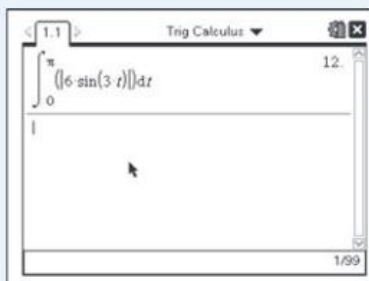 1.1 Trig Calculus
π
∫ (|6·sin(3·t)|)dt 12.
0
1/99